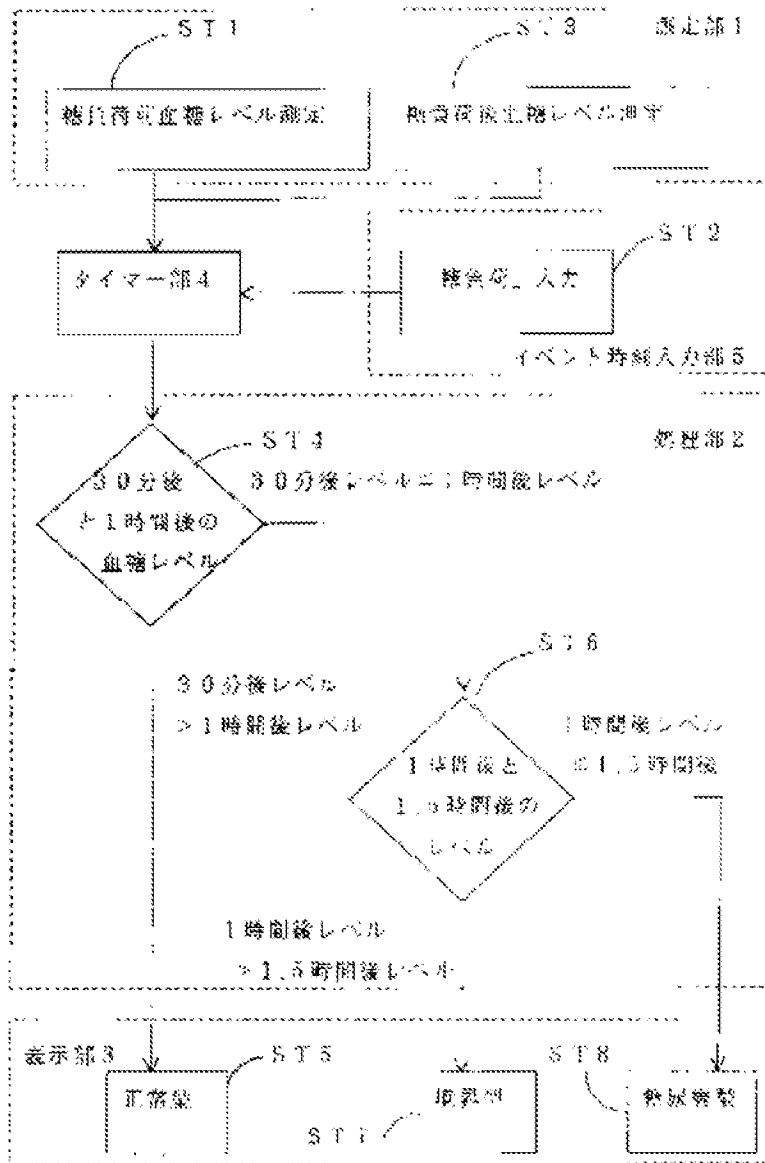 ST1
ST3
測定部1
糖負荷前血糖レベル測定
糖負荷後血糖レベル測定
ST2
タイマー部4
糖負荷 入力
イベント時刻入力部5
ST4
処理部2
30分後
と1時間後の
血糖レベル
30分後レベル 1時間後レベル
ST6
30分後レベル
>1時間後レベル
1時間後レベル
≦1.5時間後
1時間後と
1.5時間後の
レベル
1時間後レベル
>1.5時間後レベル
表示部3
ST5
ST8
正常型
境界型
糖尿病型
ST7